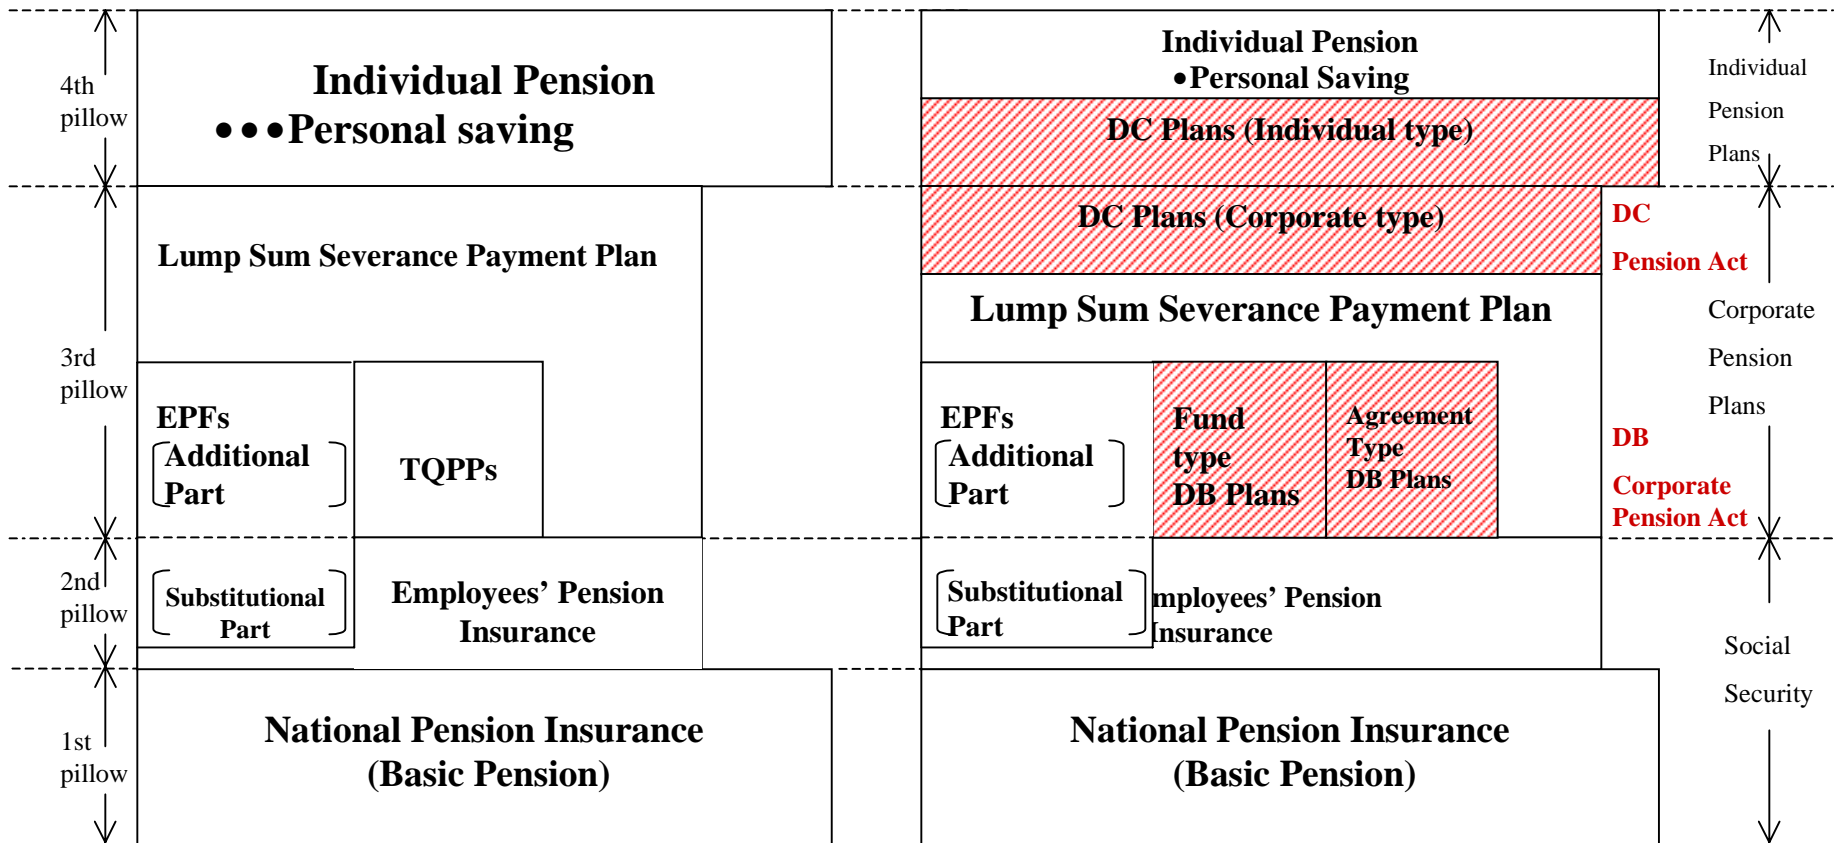 4th
pillow
Individual Pension
•••Personal saving
Individual Pension
•Personal Saving
DC Plans (Individual type)
Individual
Pension
Plans
3rd
pillow
Lump Sum Severance Payment Plan
EPFs
Additional
Part
TQPPs
DC Plans (Corporate type)
Lump Sum Severance Payment Plan
EPFs
Additional
Part
Fund
type
DB Plans
Agreement
Type
DB Plans
DC
Pension Act
DB
Corporate
Pension Act
Corporate
Pension
Plans
2nd
pillow
Substitutional
Part
Employees’ Pension
Insurance
Substitutional
Part
mployees’ Pension
Insurance
Social
Security
1st
pillow
National Pension Insurance
(Basic Pension)
National Pension Insurance
(Basic Pension)